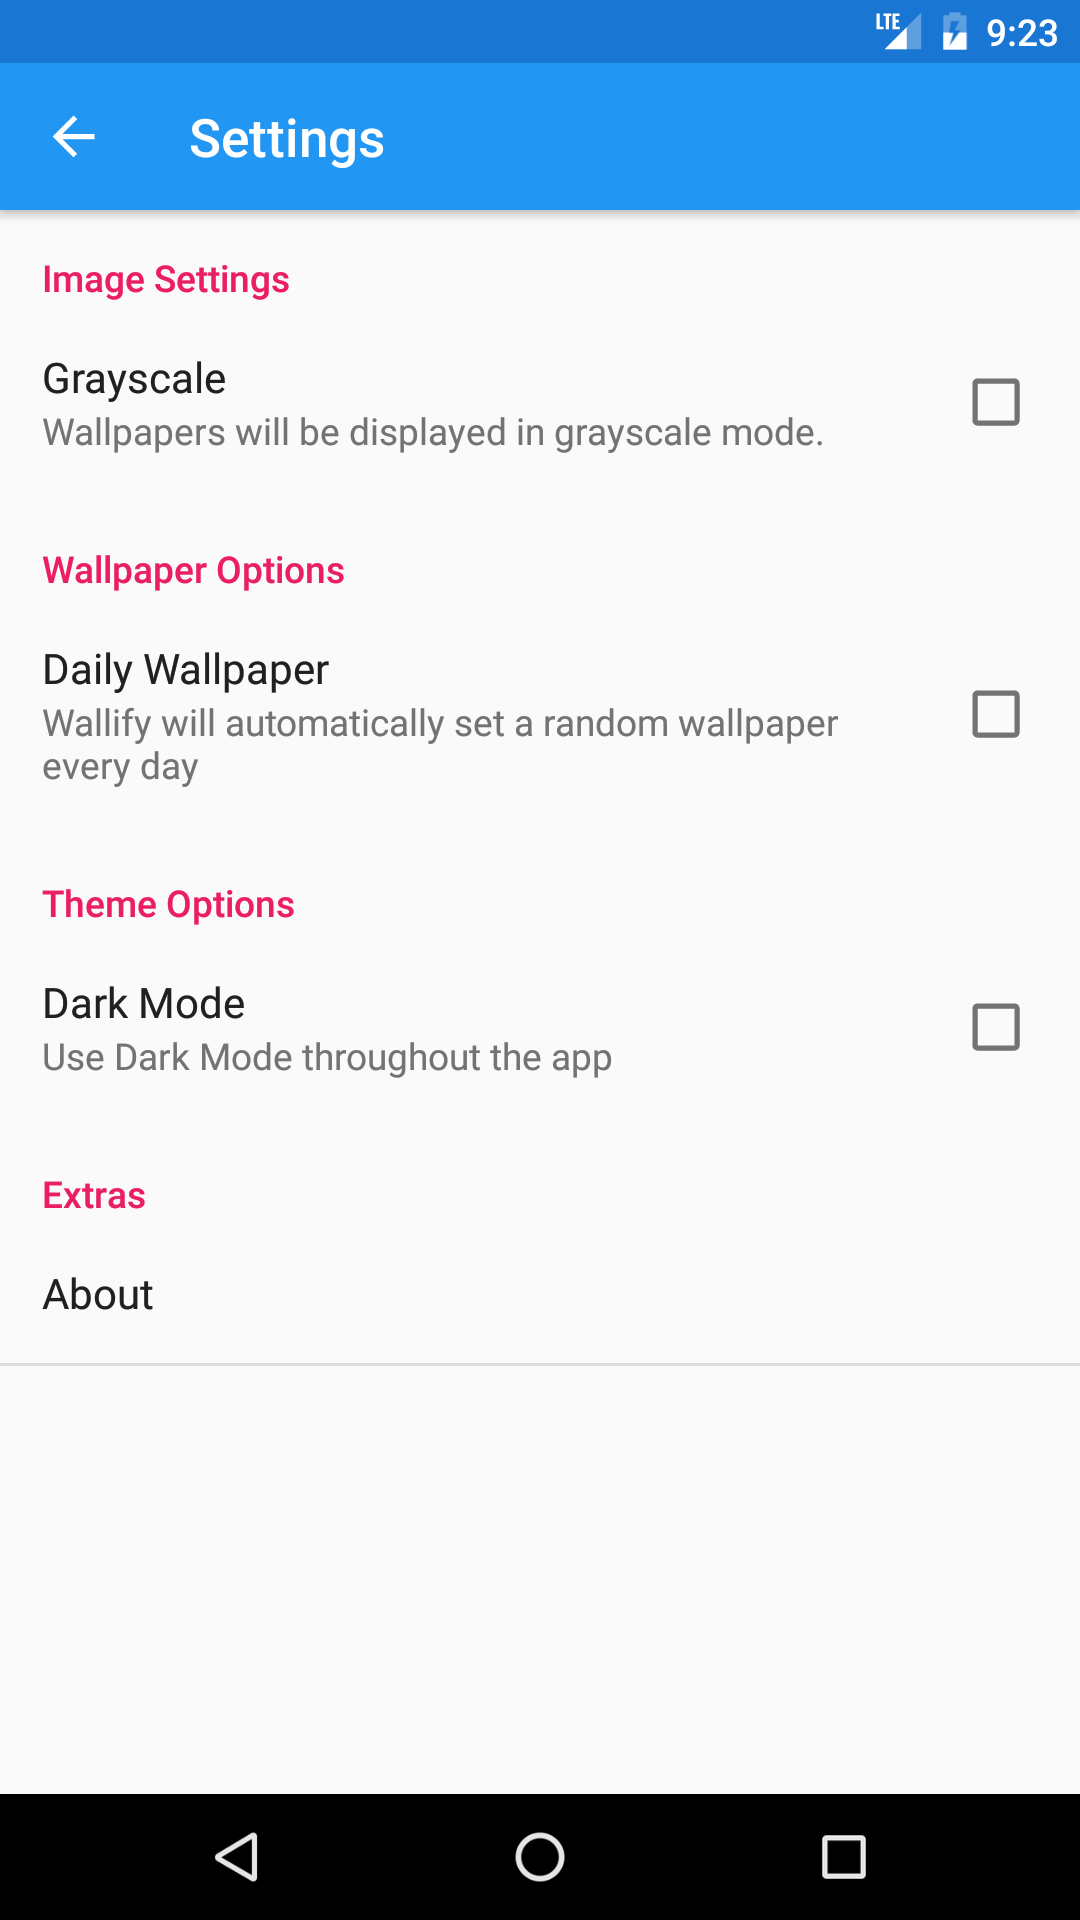 LTE 9:23
Settings
Image Settings
Grayscale
Wallpapers will be displayed in grayscale mode.
Wallpaper Options
Daily Wallpaper
Wallify will automatically set a random wallpaper
every day
Theme Options
Dark Mode
Use Dark Mode throughout the app
Extras
About